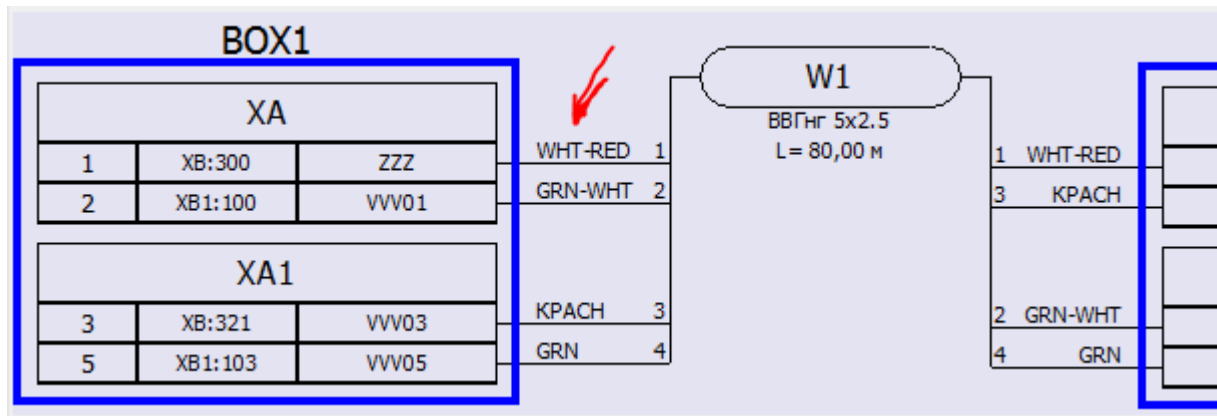 BOX1
XA
1 XB:300 ZZZ
2 XB1:100 VVV01
XA1
3 XB:321 VVV03
5 XB1:103 VVV05
WHT-RED 1
GRN-WHT 2
КРАСН 3
GRN 4
W1
ВВГнг 5x2.5
L= 80,00 м
1 WHT-RED
3 КРАСН
2 GRN-WHT
4 GRN